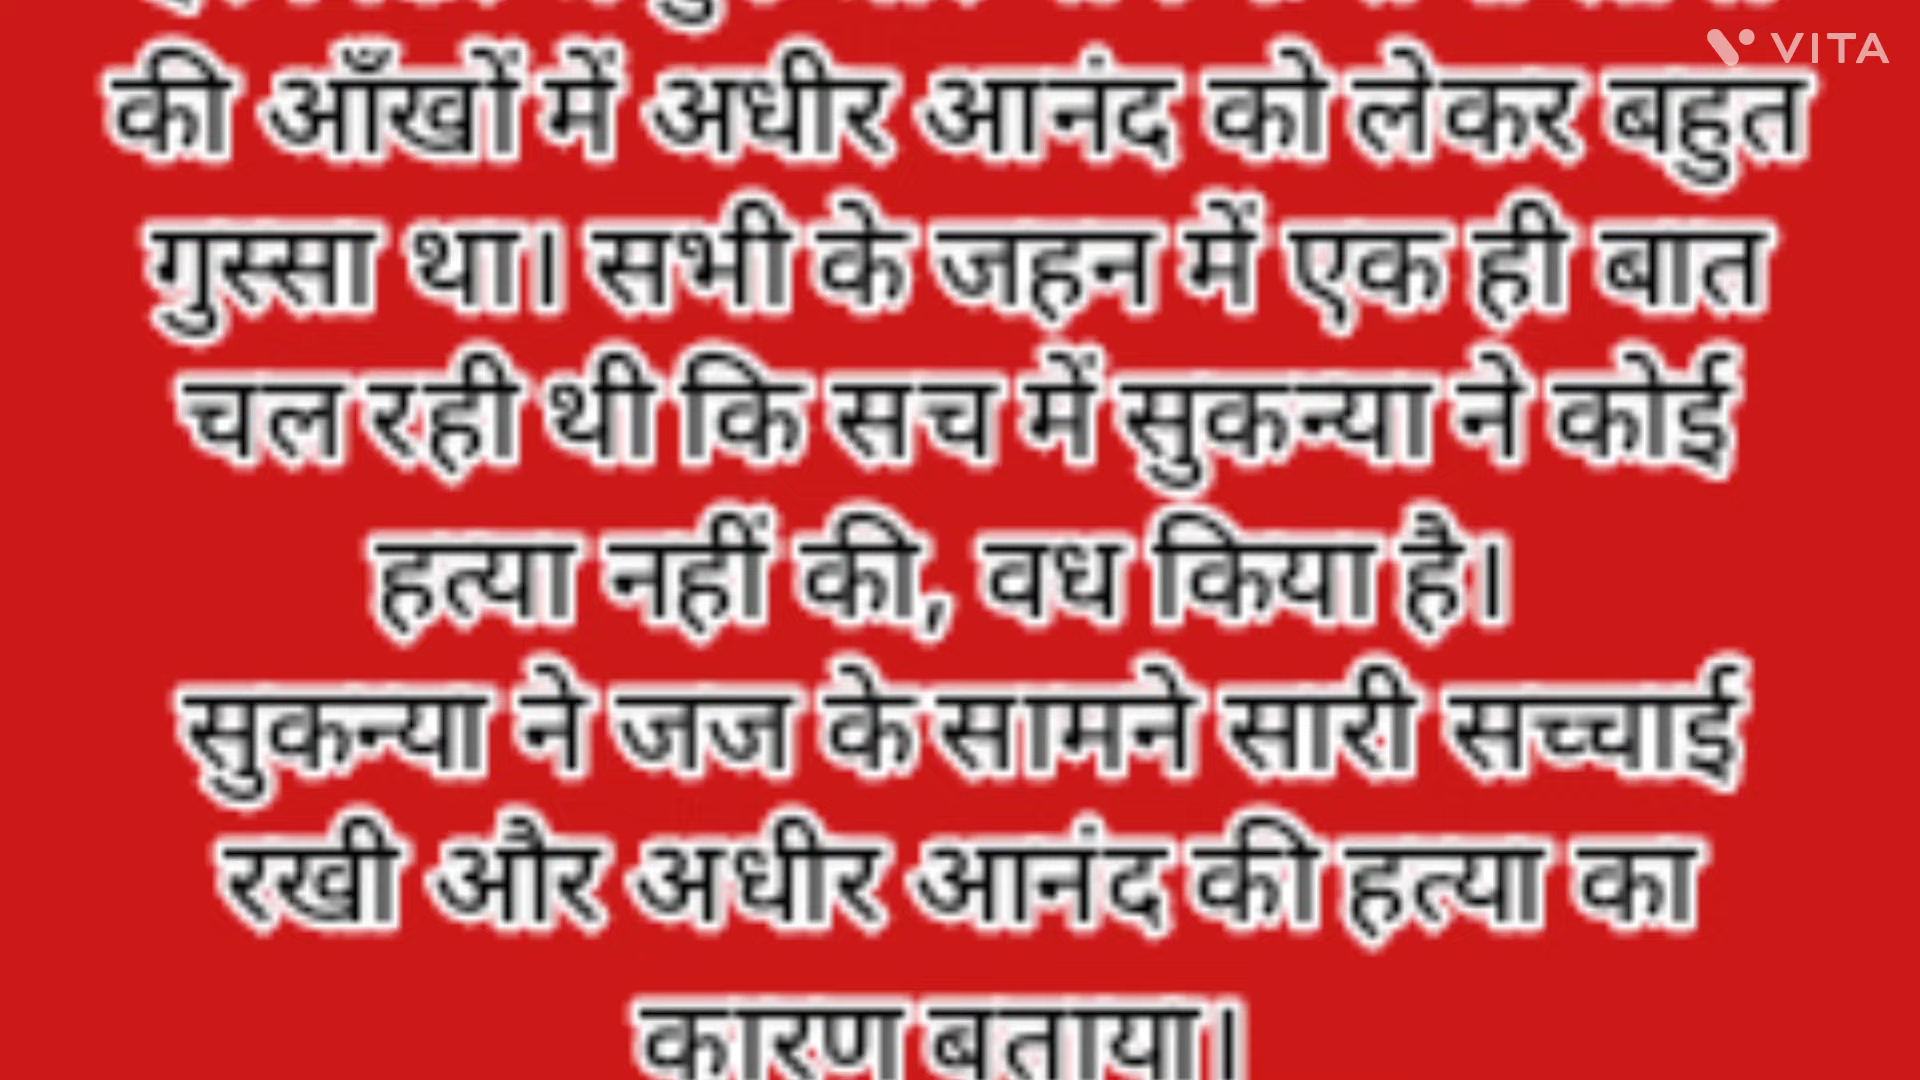 VITA
की आँखों में अधीर आनंद को लेकर बहुत
गुस्सा था। सभी के जहन में एक ही बात
चल रही थी कि सच में सुकन्या ने कोई
हत्या नहीं की, वध किया है।
सुकन्या ने जज के सामने सारी सच्चाई
रखी और अधीर आनंद की हत्या का
कारण बताया।